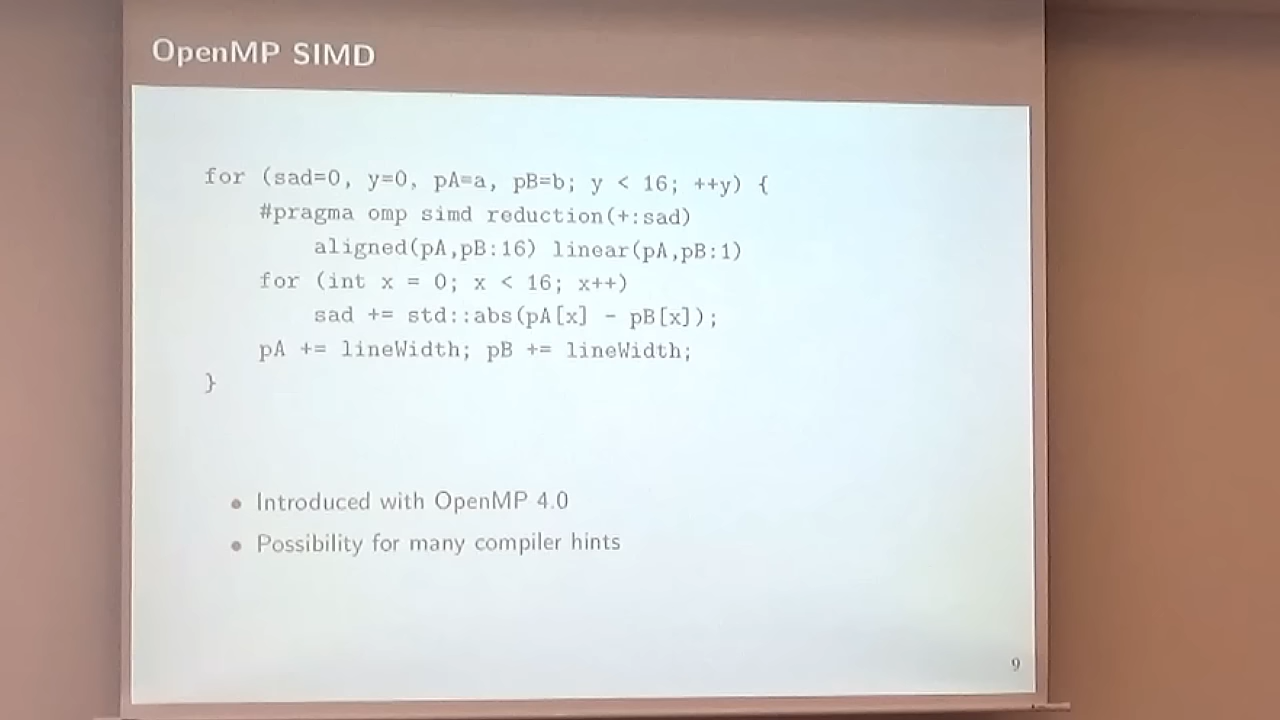 OpenMP SIMD
for (sad=0, y=0, pA=a, pB=b; y < 16; ++y) {
#pragma omp simd reduction(+:sad)
aligned(pA,pB:16) linear(pA,pB:1)
for (int x = 0; x < 16; x++)
sad += std::abs(pA[x] - pB[x]);
pA += lineWidth; pB += lineWidth;
}
• Introduced with OpenMP 4.0
• Possibility for many compiler hints
9